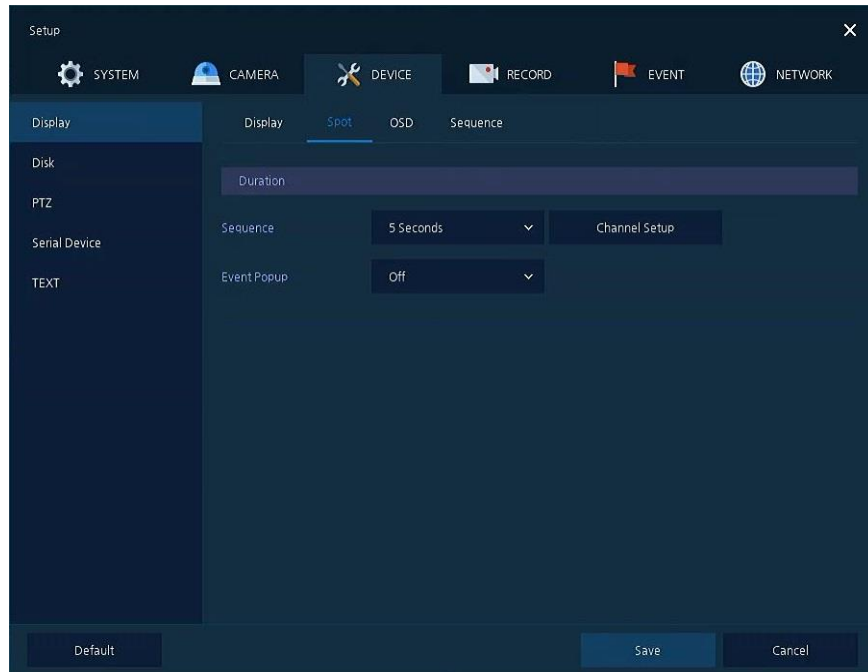 Setup
SYSTEM CAMERA DEVICE RECORD EVENT NETWORK
Display
Disk
PTZ
Serial Device
TEXT
Display Spot OSD Sequence
Duration
Sequence 5 Seconds Channel Setup
Event Popup Off
Default Save Cancel